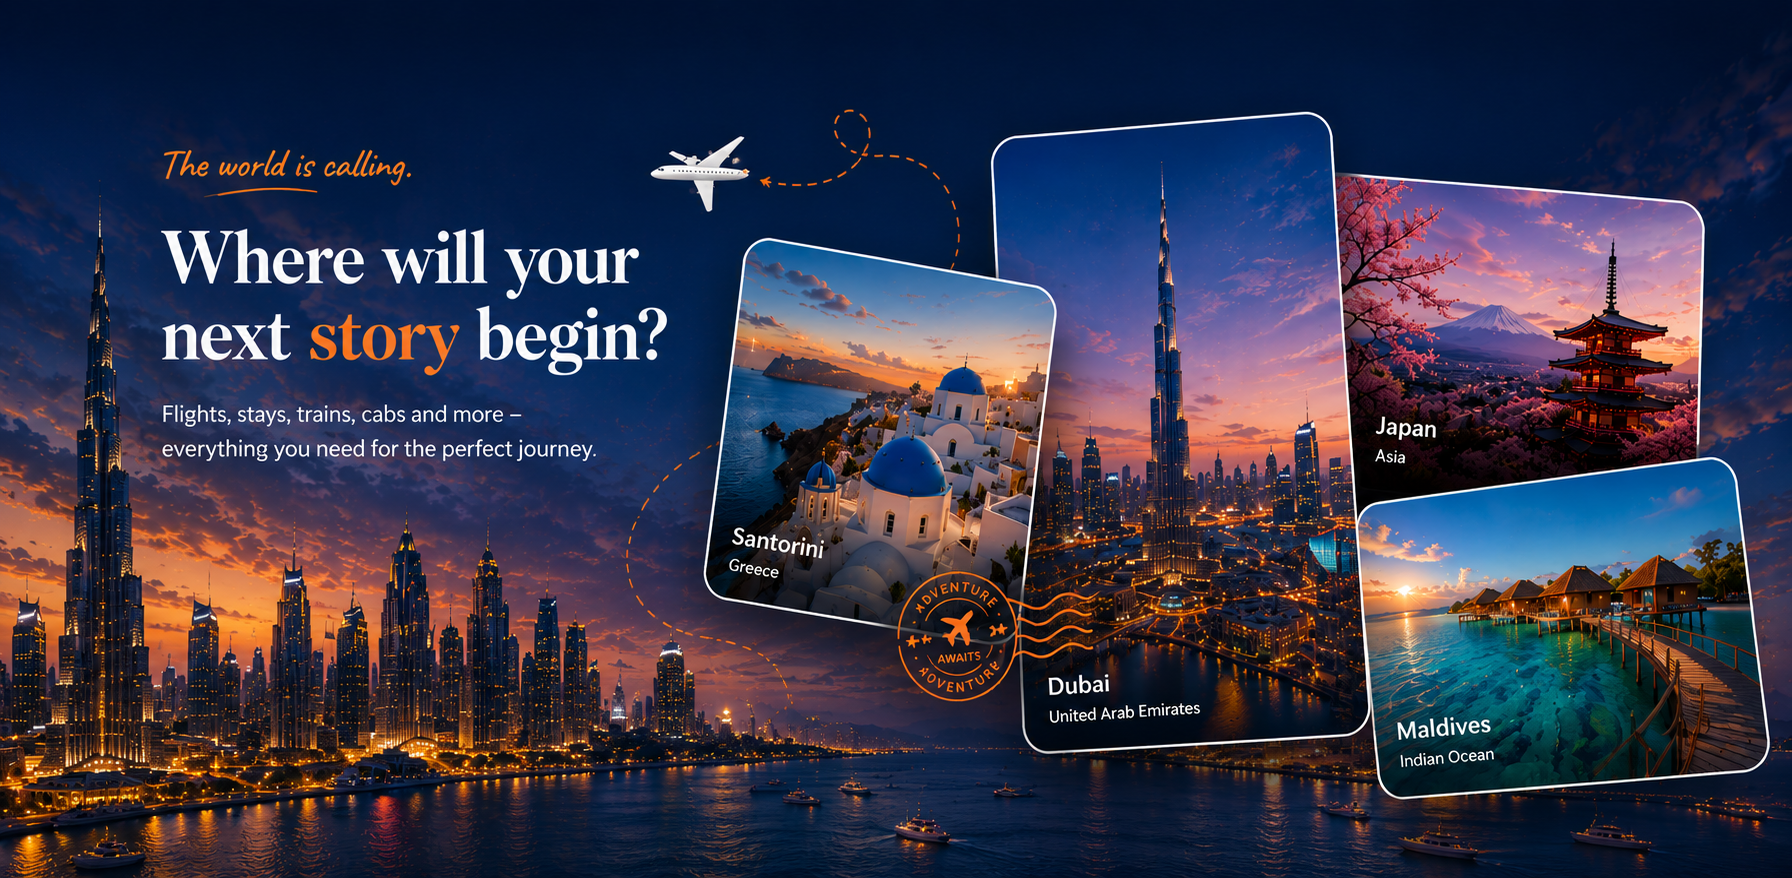 The world is calling.
Where will your
next story begin?
Flights, stays, trains, cabs and more –
everything you need for the perfect journey.
Santorini
Greece
ADVENTURE
AWAITS
ADVENTURE
Dubai
United Arab Emirates
Japan
Asia
Maldives
Indian Ocean